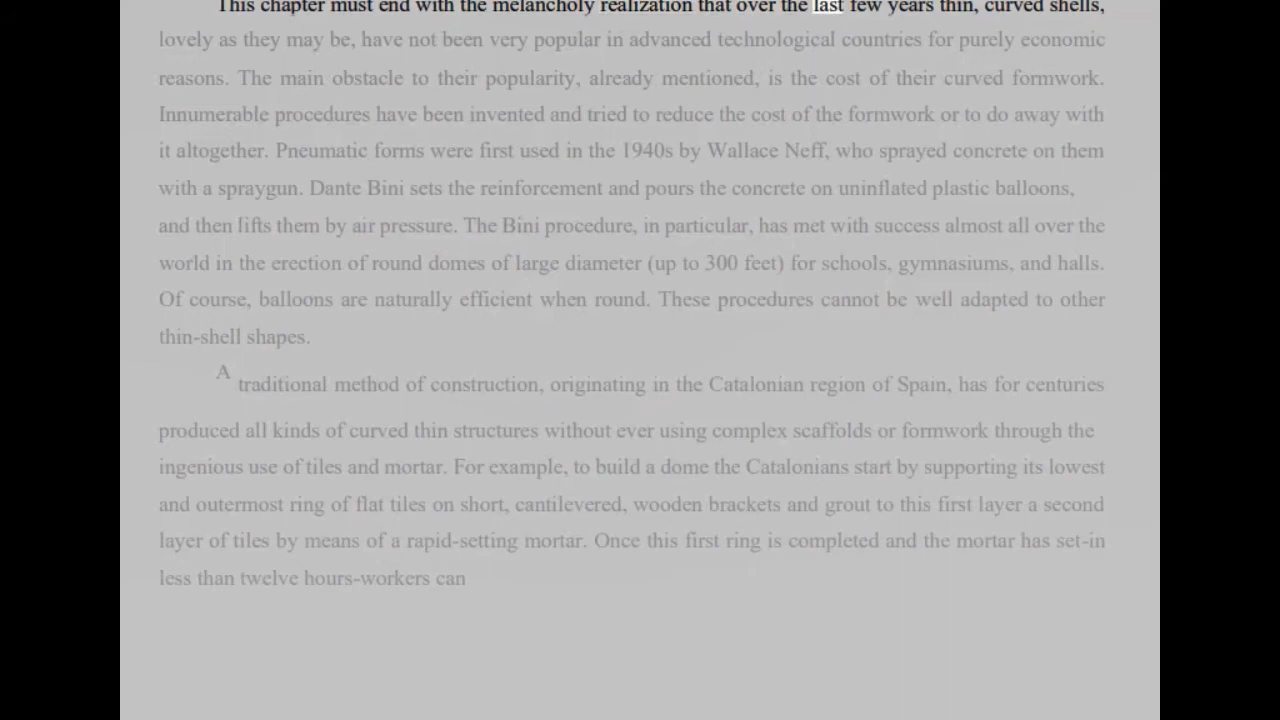 This chapter must end with the melancholy realization that over the last few years thin, curved shells,
lovely as they may be, have not been very popular in advanced technological countries for purely economic
reasons. The main obstacle to their popularity, already mentioned, is the cost of their curved formwork.
Innumerable procedures have been invented and tried to reduce the cost of the formwork or to do away with
it altogether. Pneumatic forms were first used in the 1940s by Wallace Neff, who sprayed concrete on them
with a spraygun. Dante Bini sets the reinforcement and pours the concrete on uninflated plastic balloons,
and then lifts them by air pressure. The Bini procedure, in particular, has met with success almost all over the
world in the erection of round domes of large diameter (up to 300 feet) for schools, gymnasiums, and halls.
Of course, balloons are naturally efficient when round. These procedures cannot be well adapted to other
thin-shell shapes.
A traditional method of construction, originating in the Catalonian region of Spain, has for centuries
produced all kinds of curved thin structures without ever using complex scaffolds or formwork through the
ingenious use of tiles and mortar. For example, to build a dome the Catalonians start by supporting its lowest
and outermost ring of flat tiles on short, cantilevered, wooden brackets and grout to this first layer a second
layer of tiles by means of a rapid-setting mortar. Once this first ring is completed and the mortar has set-in
less than twelve hours-workers can